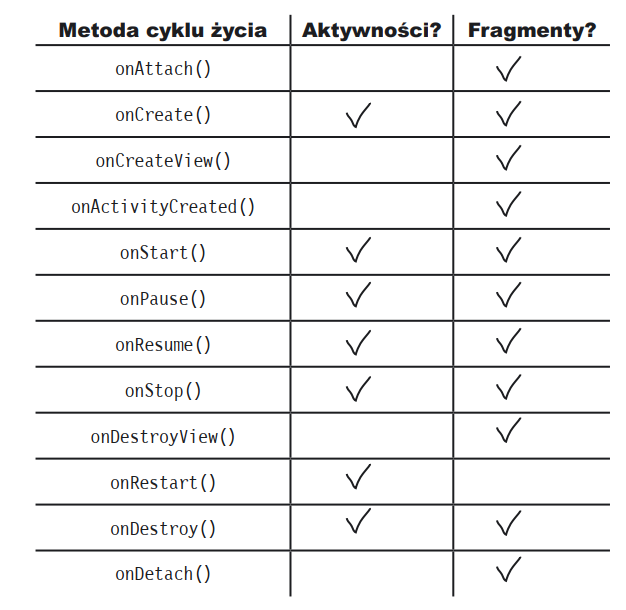 Metoda cyklu życia Aktywności? Fragmenty?
onAttach() ✓
onCreate() ✓ ✓
onCreateView() ✓
onActivityCreated() ✓
onStart() ✓ ✓
onPause() ✓ ✓
onResume() ✓ ✓
onStop() ✓ ✓
onDestroyView() ✓
onRestart() ✓
onDestroy() ✓ ✓
onDetach() ✓